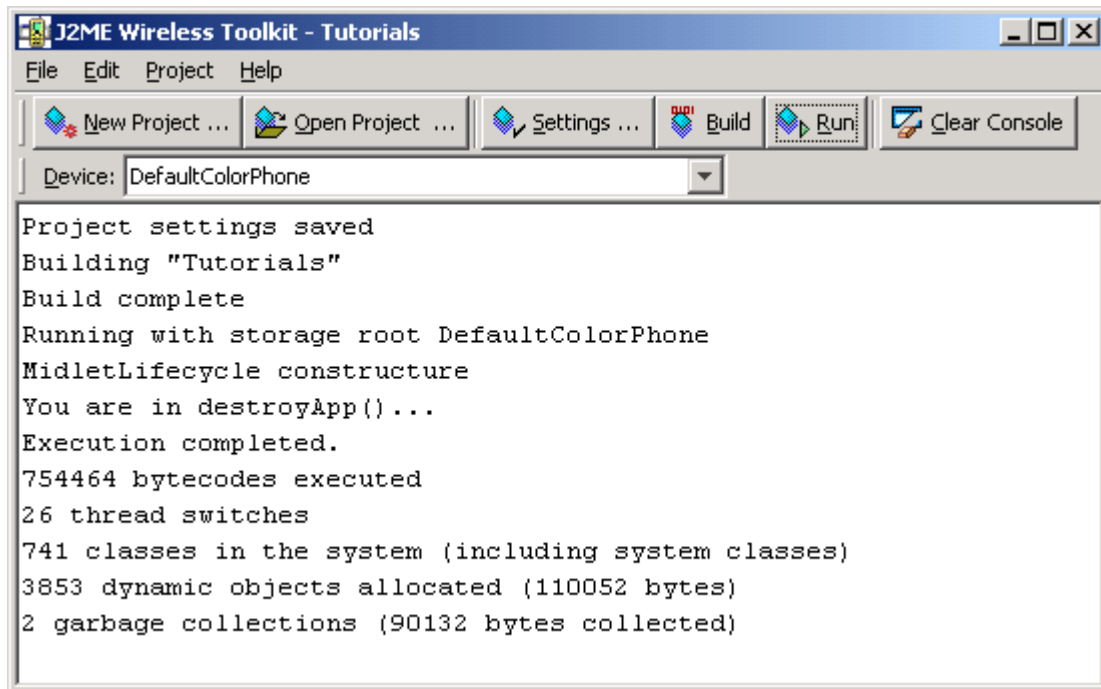 J2ME Wireless Toolkit - Tutorials
File Edit Project Help
New Project ... Open Project ... Settings ... Build Run Clear Console
Device: DefaultColorPhone
Project settings saved
Building "Tutorials"
Build complete
Running with storage root DefaultColorPhone
MidletLifecycle constructure
You are in destroyApp()...
Execution completed.
754464 bytecodes executed
26 thread switches
741 classes in the system (including system classes)
3853 dynamic objects allocated (110052 bytes)
2 garbage collections (90132 bytes collected)